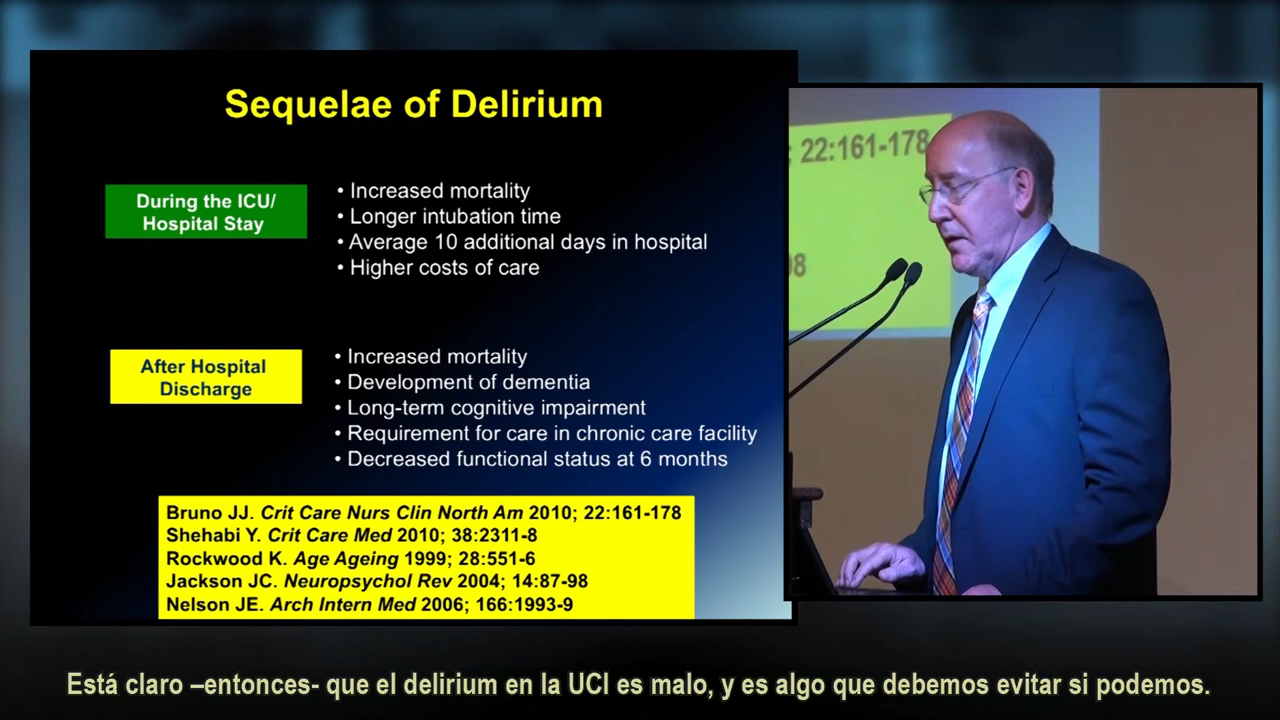 Sequelae of Delirium
During the ICU/
Hospital Stay
• Increased mortality
• Longer intubation time
• Average 10 additional days in hospital
• Higher costs of care
After Hospital
Discharge
• Increased mortality
• Development of dementia
• Long-term cognitive impairment
• Requirement for care in chronic care facility
• Decreased functional status at 6 months
Bruno JJ. Crit Care Nurs Clin North Am 2010; 22:161-178
Shehabi Y. Crit Care Med 2010; 38:2311-8
Rockwood K. Age Ageing 1999; 28:551-6
Jackson JC. Neuropsychol Rev 2004; 14:87-98
Nelson JE. Arch Intern Med 2006; 166:1993-9
; 22:161-178
98
Está claro –entonces- que el delirium en la UCI es malo, y es algo que debemos evitar si podemos.